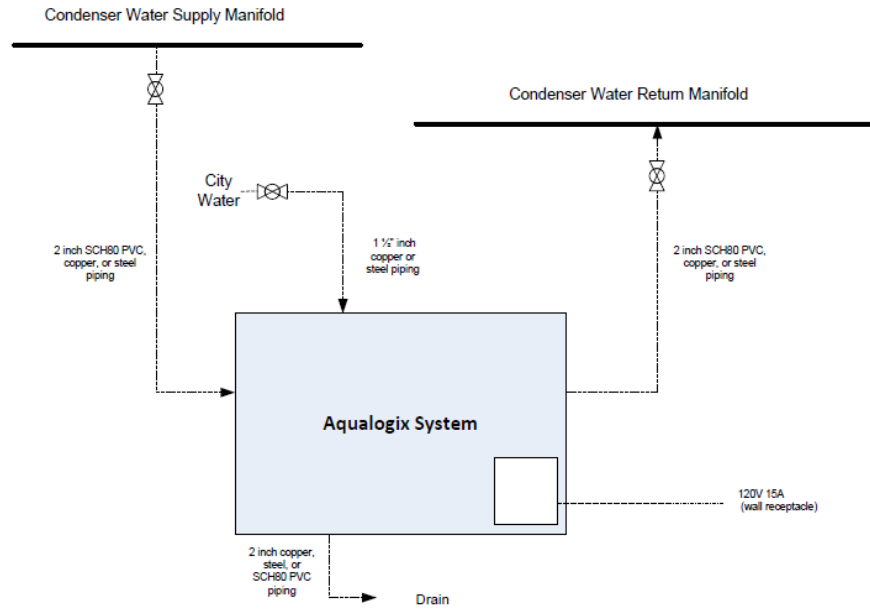 Condenser Water Supply Manifold
Condenser Water Return Manifold
City
Water
2 inch SCH80 PVC,
copper, or steel
piping
1 ½" inch
copper or
steel piping
2 inch SCH80 PVC,
copper, or steel
piping
Aqualogix System
120V 15A
(wall receptacle)
2 inch copper,
steel, or
SCH80 PVC
piping
Drain